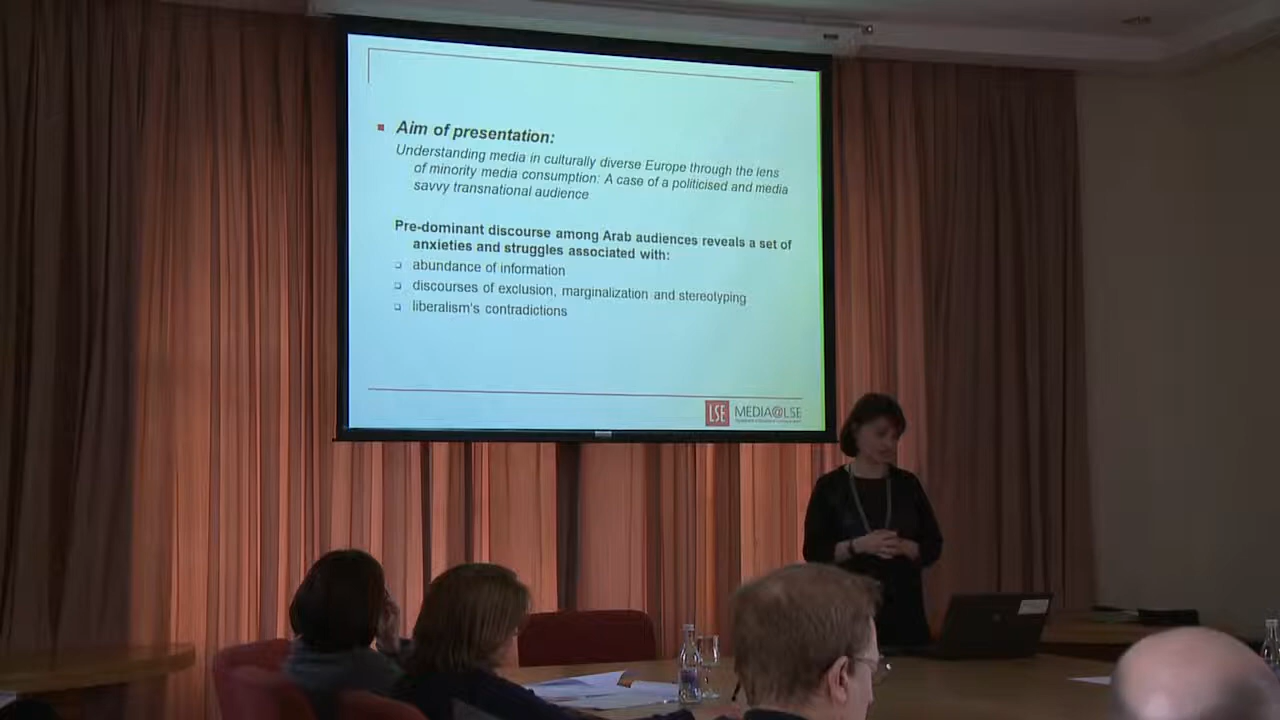 Aim of presentation:
Understanding media in culturally diverse Europe through the lens
of minority media consumption: A case of a politicised and media
savvy transnational audience
Pre-dominant discourse among Arab audiences reveals a set of
anxieties and struggles associated with:
abundance of information
discourses of exclusion, marginalization and stereotyping
liberalism's contradictions
LSE MEDIA@LSE